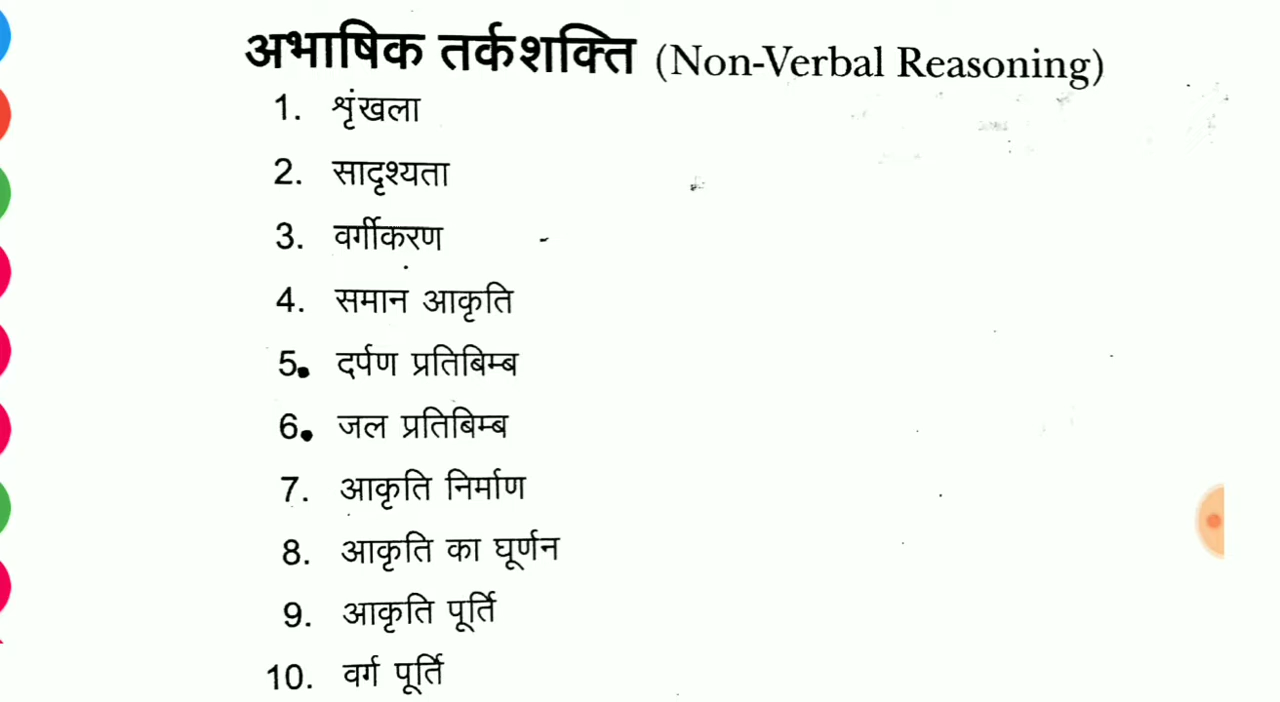 अभाषिक तर्कशक्ति (Non-Verbal Reasoning)
1. शृंखला
2. सादृश्यता
3. वर्गीकरण
4. समान आकृति
5. दर्पण प्रतिबिम्ब
6. जल प्रतिबिम्ब
7. आकृति निर्माण
8. आकृति का घूर्णन
9. आकृति पूर्ति
10. वर्ग पूर्ति